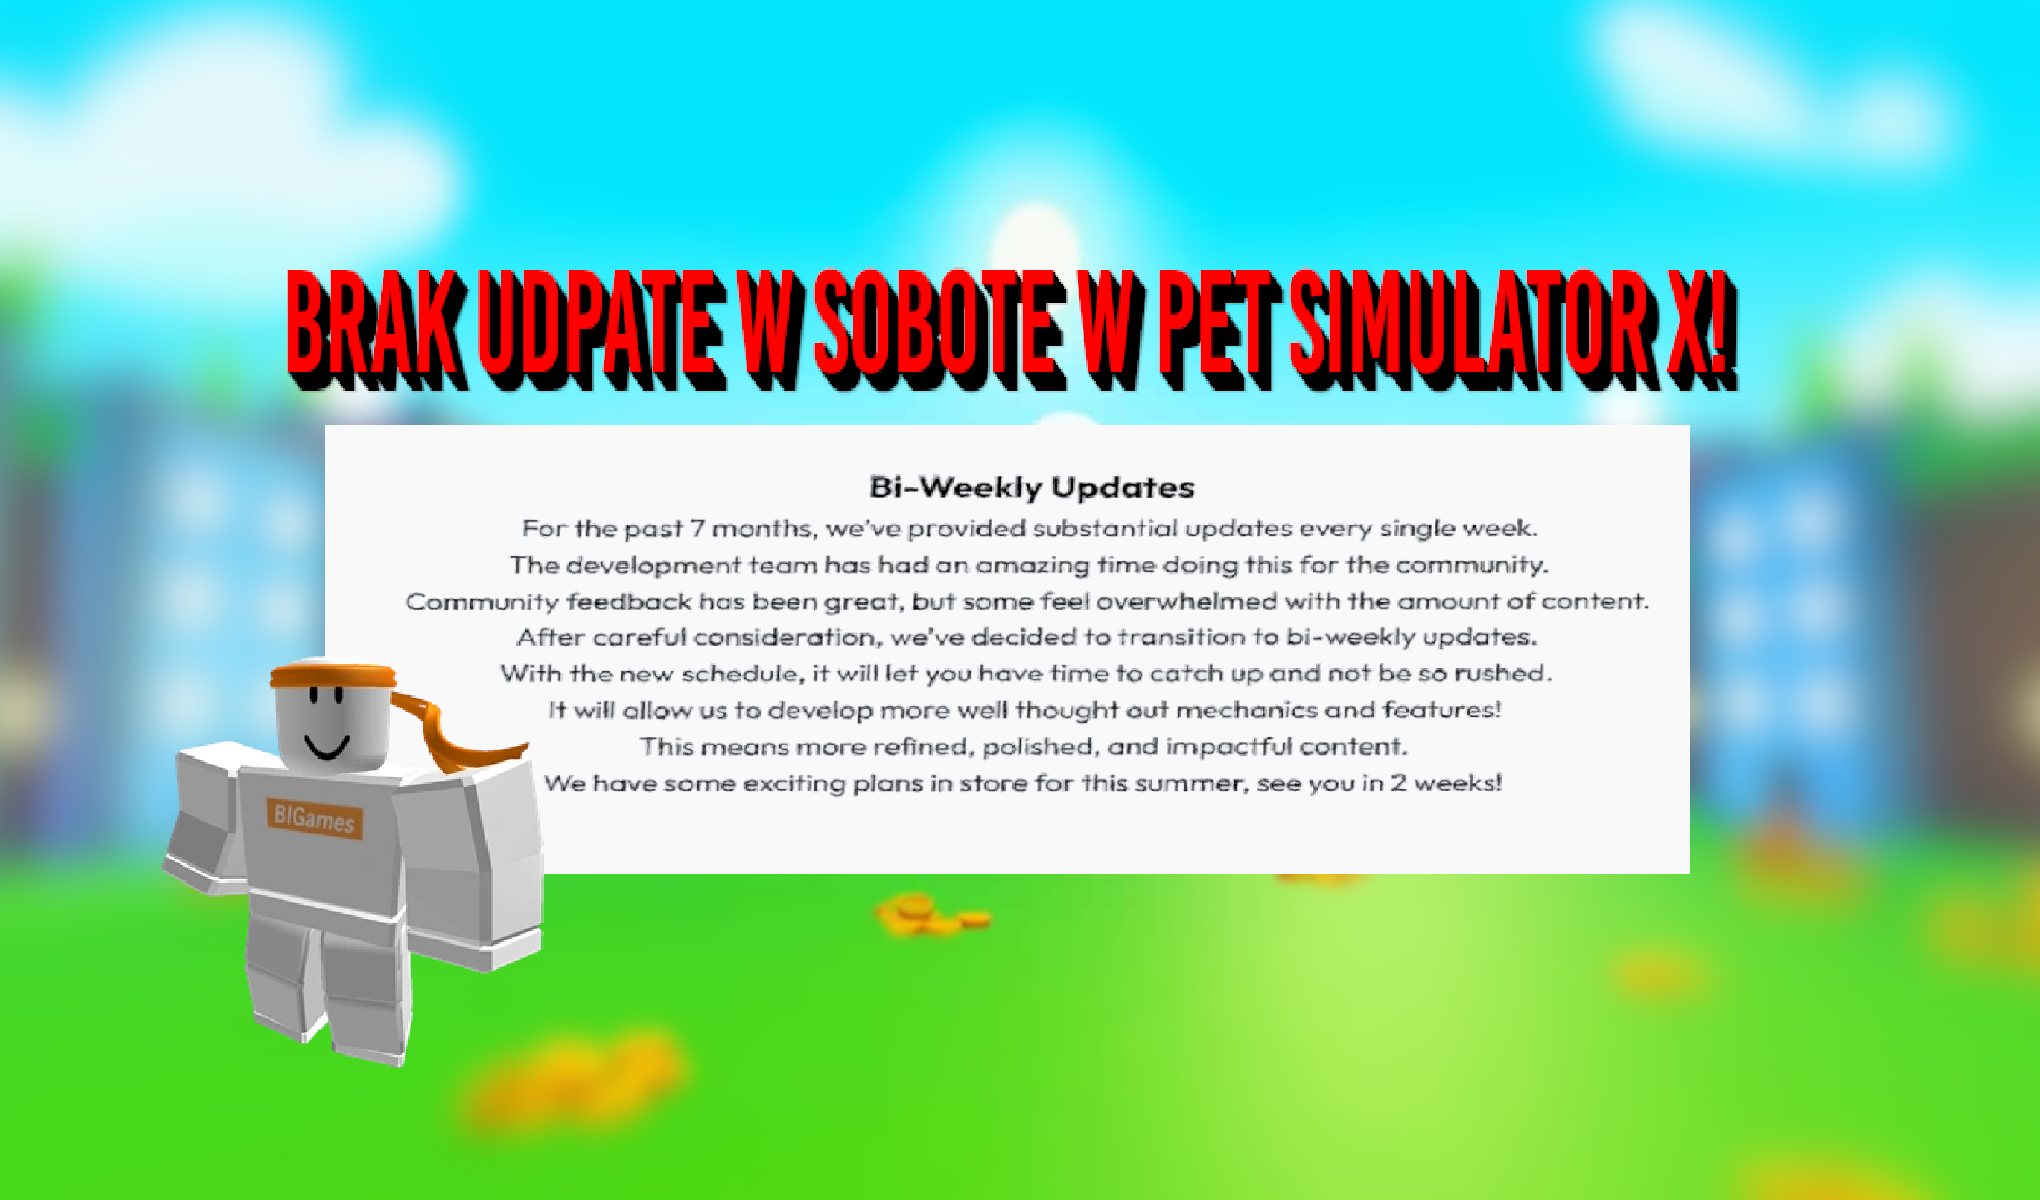 BRAK UDPATE W SOBOTE W PET SIMULATOR X!
Bi-Weekly Updates
For the past 7 months, we've provided substantial updates every single week.
The development team has had an amazing time doing this for the community.
Community feedback has been great, but some feel overwhelmed with the amount of content.
After careful consideration, we've decided to transition to bi-weekly updates.
With the new schedule, it will let you have time to catch up and not be so rushed.
It will allow us to develop more well thought out mechanics and features!
This means more refined, polished, and impactful content.
We have some exciting plans in store for this summer, see you in 2 weeks!
BIGames